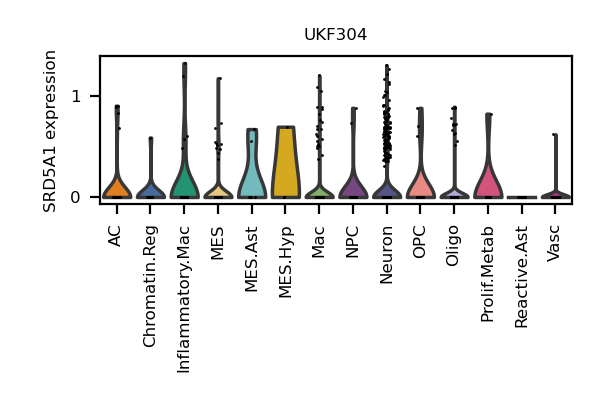 UKF304
SRD5A1 expression
1
0
AC
Chromatin.Reg
Inflammatory.Mac
MES
MES.Ast
MES.Hyp
Mac
NPC
Neuron
OPC
Oligo
Prolif.Metab
Reactive.Ast
Vasc